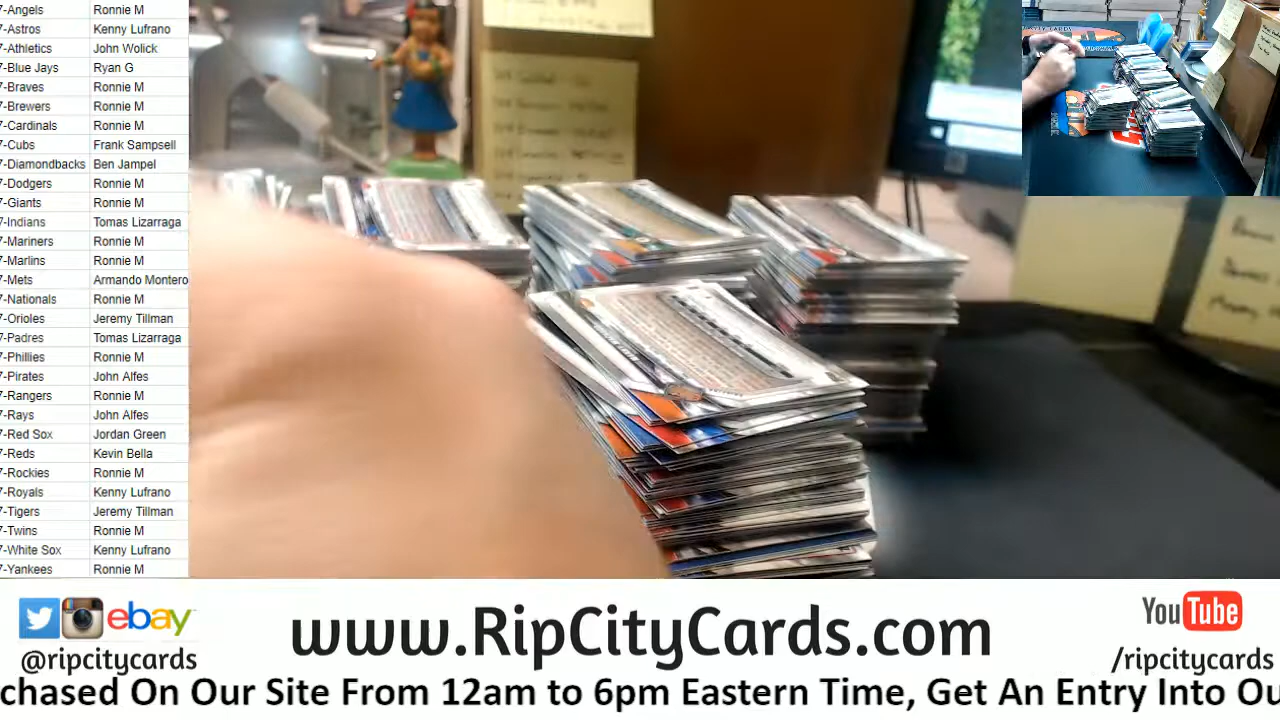 7-Angels Ronnie M
7-Astros Kenny Lufrano
7-Athletics John Wolick
7-Blue Jays Ryan G
7-Braves Ronnie M
7-Brewers Ronnie M
7-Cardinals Ronnie M
7-Cubs Frank Sampsell
7-Diamondbacks Ben Jampel
7-Dodgers Ronnie M
7-Giants Ronnie M
7-Indians Tomas Lizarraga
7-Mariners Ronnie M
7-Marlins Ronnie M
7-Mets Armando Montero
7-Nationals Ronnie M
7-Orioles Jeremy Tillman
7-Padres Tomas Lizarraga
7-Phillies Ronnie M
7-Pirates John Alfes
7-Rangers Ronnie M
7-Rays John Alfes
7-Red Sox Jordan Green
7-Reds Kevin Bella
7-Rockies Ronnie M
7-Royals Kenny Lufrano
7-Tigers Jeremy Tillman
7-Twins Ronnie M
7-White Sox Kenny Lufrano
7-Yankees Ronnie M
ebay
@ripcitycards
www.RipCityCards.com
YouTube
/ripcitycards
chased On Our Site From 12am to 6pm Eastern Time, Get An Entry Into Ou